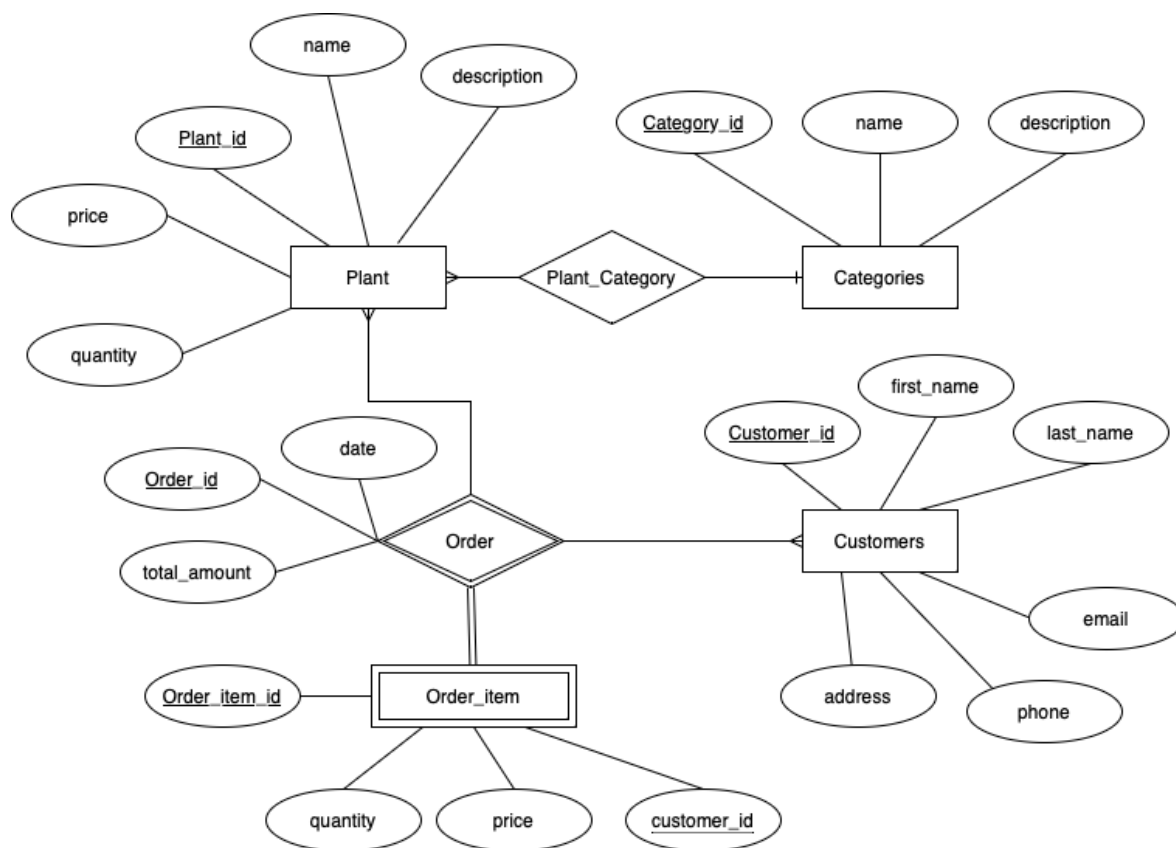 name
description
Plant_id
Category_id
name
description
price
Plant
Plant_Category
Categories
quantity
first_name
date
Customer_id
last_name
Order_id
Order
Customers
total_amount
email
Order_item_id
Order_item
address
phone
quantity
price
customer_id